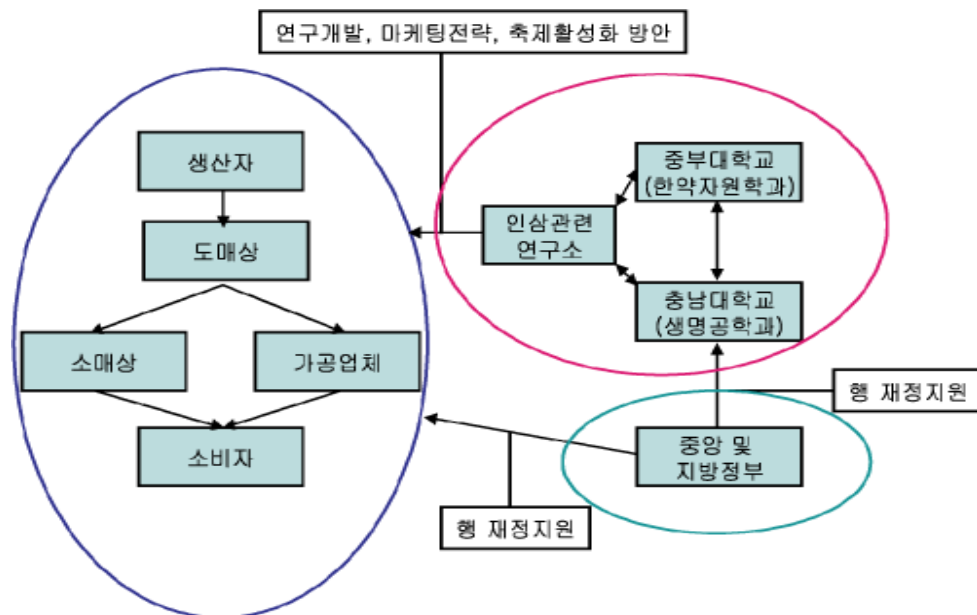 연구개발, 마케팅전략, 축제활성화 방안
생산자
중부대학교
(한약자원학과)
인삼관련
연구소
도매상
충남대학교
(생명공학과)
소매상
가공업체
행 재정지원
소비자
중앙 및
지방정부
행 재정지원